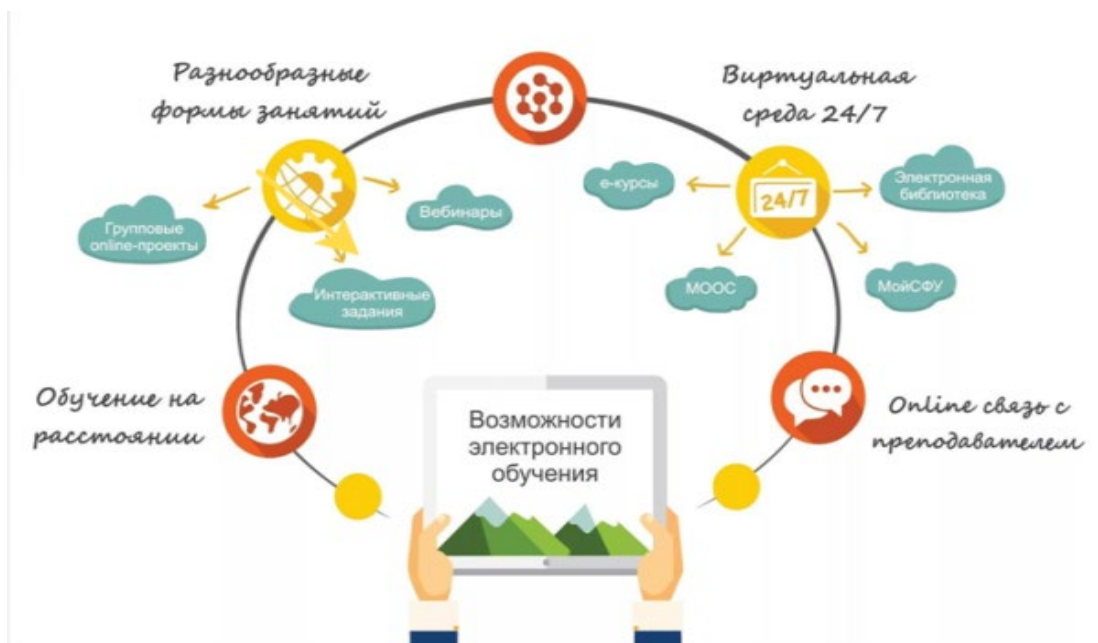 Разнообразные
формы занятий
Виртуальная
среда 24/7
Групповые
online-проекты
Вебинары
Интерактивные
задания
е-курсы
24/7
Электронная
библиотека
МООС
МойСФУ
Обучение на
расстоянии
Возможности
электронного
обучения
Online связь с
преподавателем